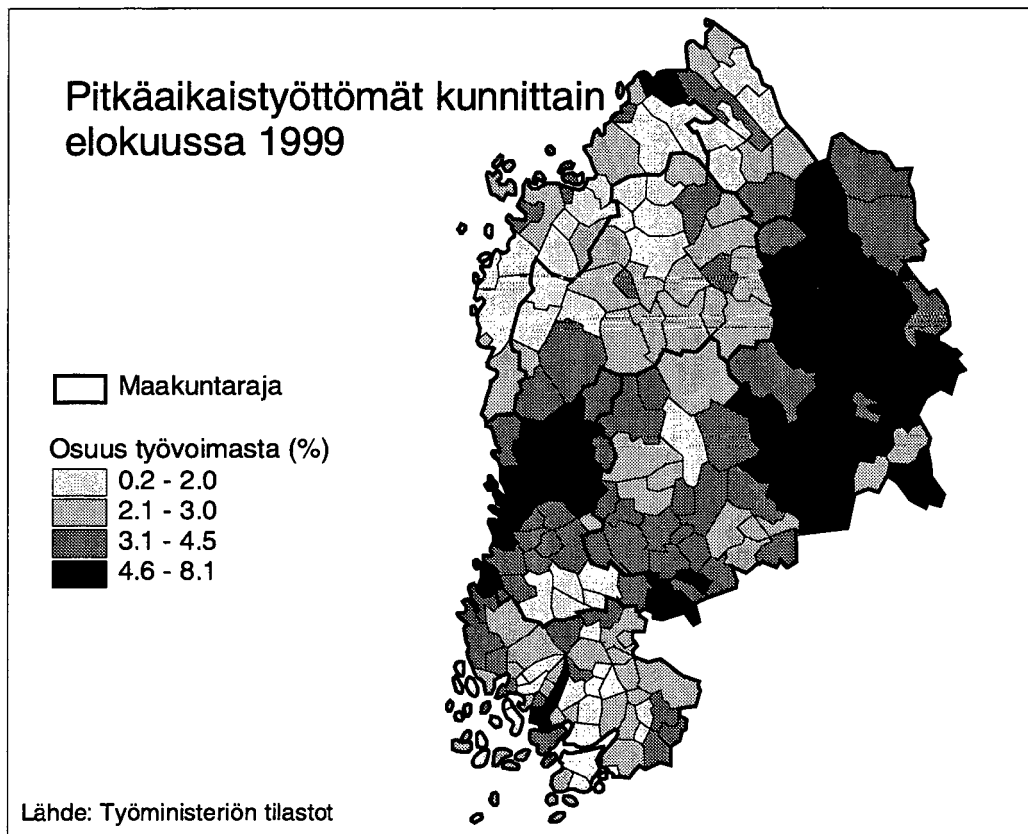 Pitkäaikaistyöttömät kunnittain
elokuussa 1999
Maakuntaraja
Osuus työvoimasta (%)
0.2 - 2.0
2.1 - 3.0
3.1 - 4.5
4.6 - 8.1
Lähde: Työministeriön tilastot